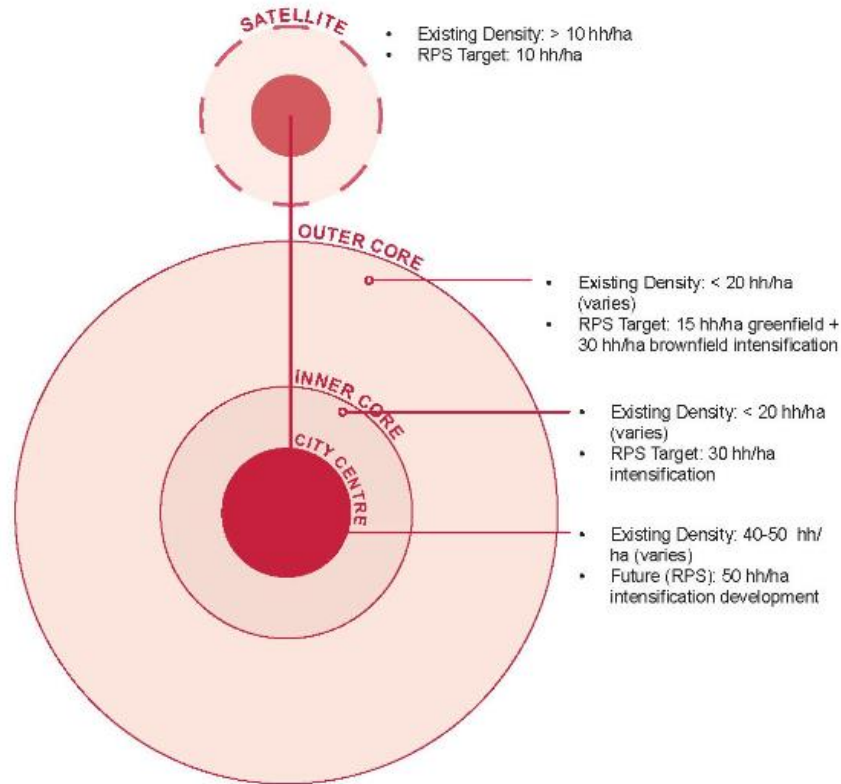 SATELLITE
• Existing Density: > 10 hh/ha
• RPS Target: 10 hh/ha
OUTER CORE
• Existing Density: < 20 hh/ha
(varies)
• RPS Target: 15 hh/ha greenfield +
30 hh/ha brownfield intensification
INNER CORE
• Existing Density: < 20 hh/ha
(varies)
• RPS Target: 30 hh/ha
intensification
CITY CENTRE
• Existing Density: 40-50 hh/
ha (varies)
• Future (RPS): 50 hh/ha
intensification development